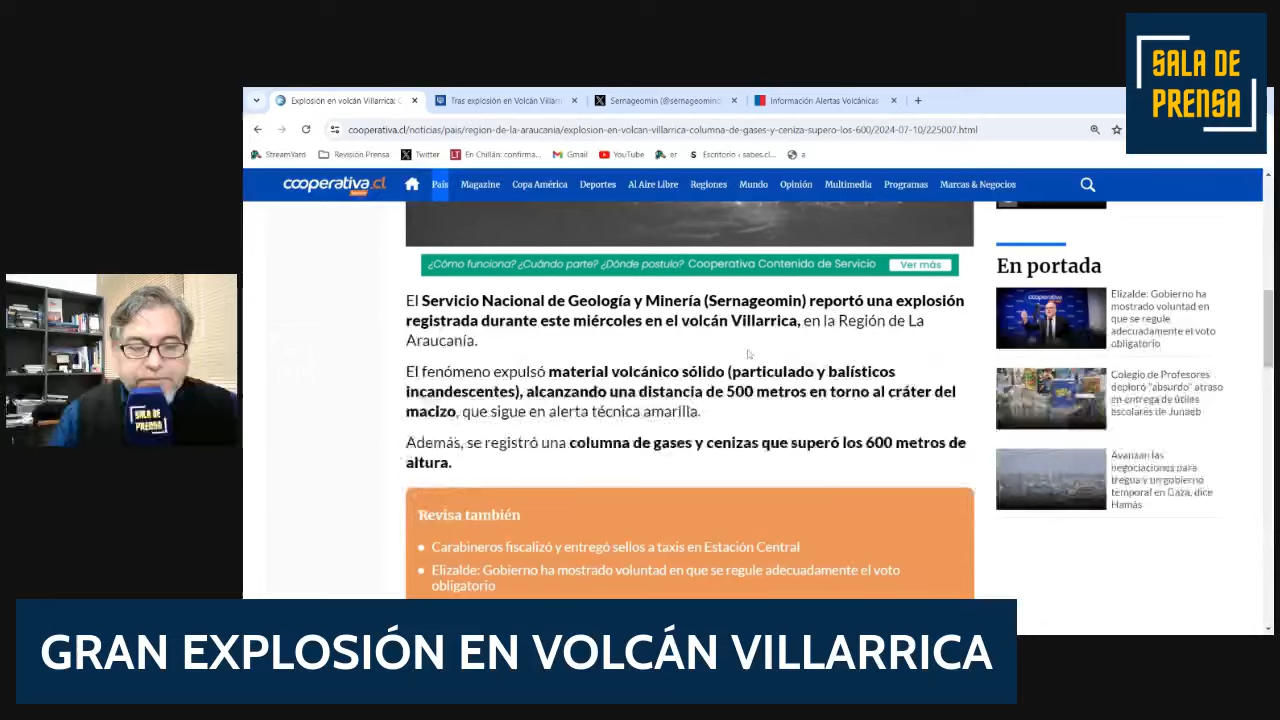 SALA DE
PRENSA
Explosión en volcán Villarrica: C
Tras explosión en Volcán Villarri
Sernageomin (@sernageomin
Información Alertas Volcánicas
cooperativa.cl/noticias/pais/region-de-la-araucania/explosion-en-volcan-villarrica-columna-de-gases-y-ceniza-supero-los-600/2024-07-10/225007.html
StreamYard
Revisión Prensa
Twitter
En Chillán: confirma...
Gmail
YouTube
er
Escritorio ‹ sabes.cl...
a
cooperativa.cl
País
Magazine
Copa América
Deportes
Al Aire Libre
Regiones
Mundo
Opinión
Multimedia
Programas
Marcas & Negocios
¿Cómo funciona? ¿Cuándo parte? ¿Dónde postulo? Cooperativa Contenido de Servicio
Ver más
El Servicio Nacional de Geología y Minería (Sernageomin) reportó una explosión
registrada durante este miércoles en el volcán Villarrica, en la Región de La
Araucanía.
El fenómeno expulsó material volcánico sólido (particulado y balísticos
incandescentes), alcanzando una distancia de 500 metros en torno al cráter del
macizo, que sigue en alerta técnica amarilla.
Además, se registró una columna de gases y cenizas que superó los 600 metros de
altura.
Revisa también
Carabineros fiscalizó y entregó sellos a taxis en Estación Central
Elizalde: Gobierno ha mostrado voluntad en que se regule adecuadamente el voto
obligatorio
En portada
Elizalde: Gobierno ha
mostrado voluntad en
que se regule
adecuadamente el voto
obligatorio
Colegio de Profesores
deploró "absurdo" atraso
en entrega de útiles
escolares de Junaeb
Avanzan las
negociaciones para
tregua y un gobierno
temporal en Gaza, dice
Hamás
SALA DE
PRENSA
GRAN EXPLOSIÓN EN VOLCÁN VILLARRICA